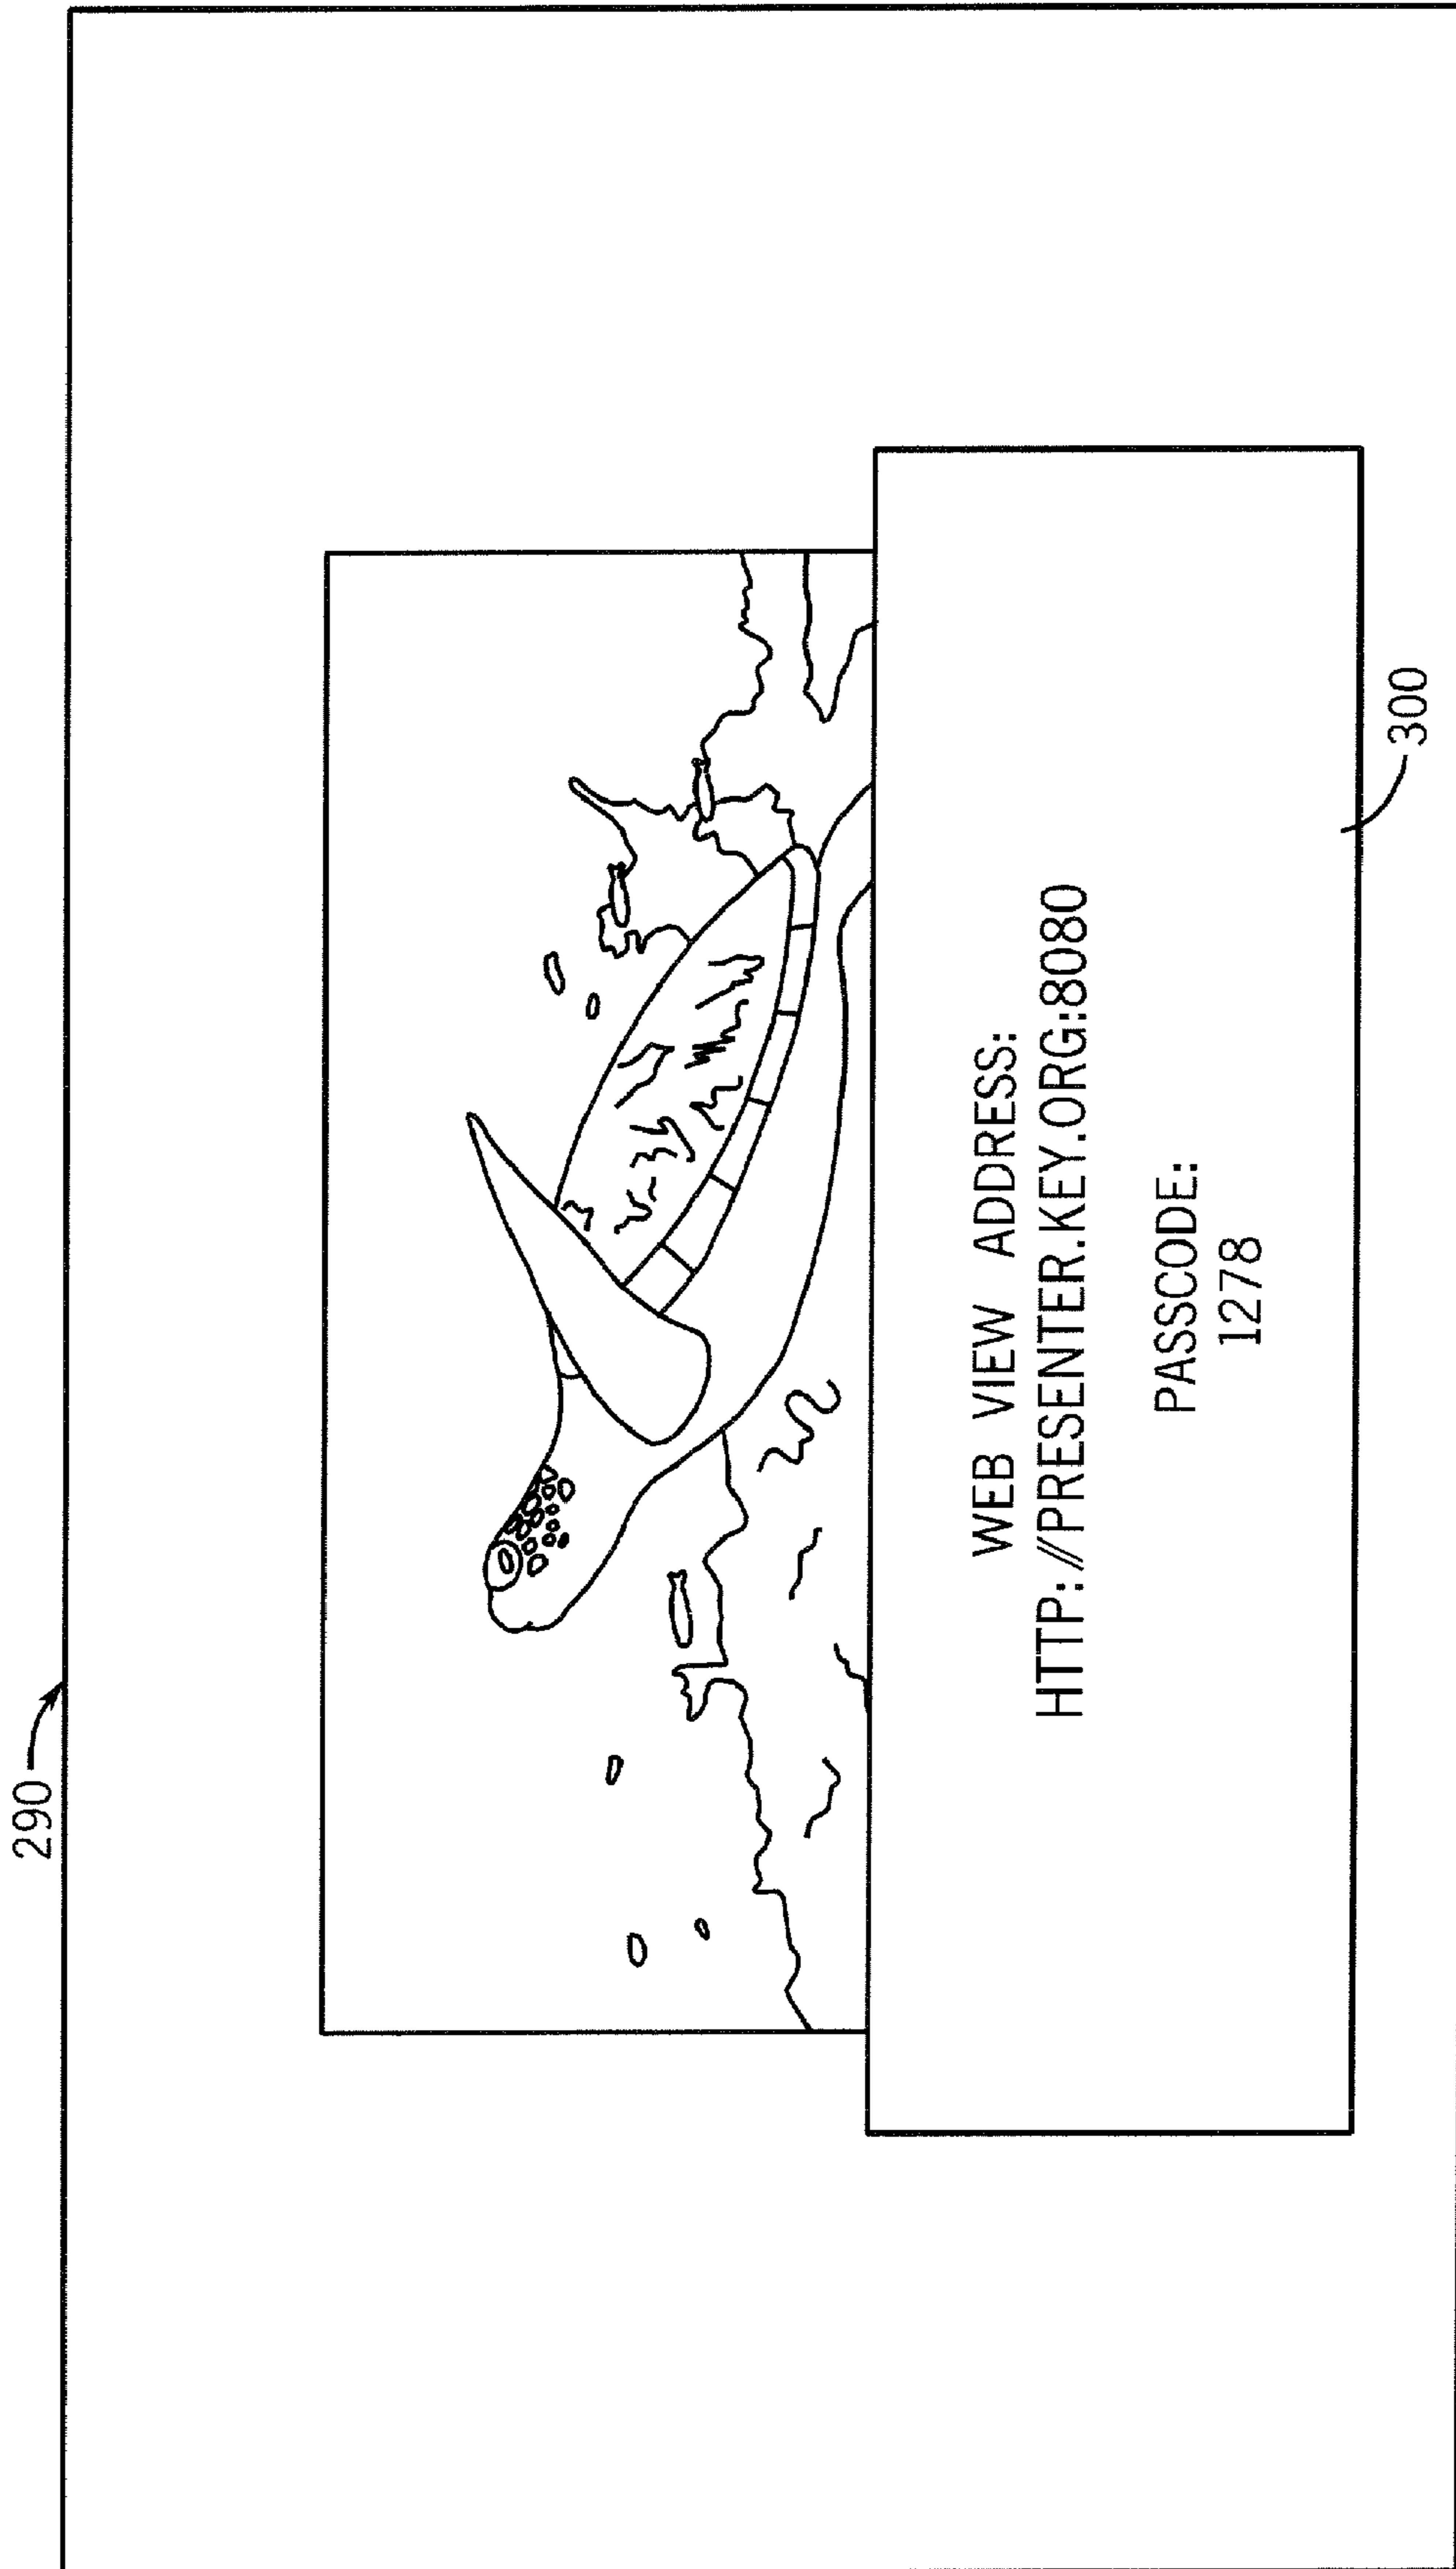 290
WEB VIEW ADDRESS:
HTTP://PRESENTER.KEY.ORG:8080
PASSCODE:
1278
300